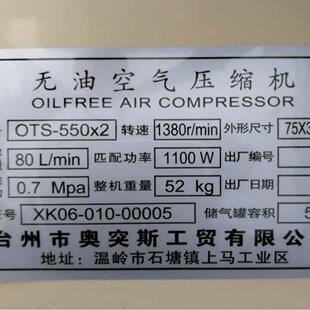 无油空气压缩机
OILFREE AIR COMPRESSOR
OTS-550x2 转速 1380r/min 外形尺寸 75X3
80 L/min 匹配功率 1100 W 出厂编号
0.7 Mpa 整机重量 52 kg 出厂日期
号 XK06-010-00005 储气罐容积 5
台州市奥突斯工贸有限公
地址：温岭市石塘镇上马工业区